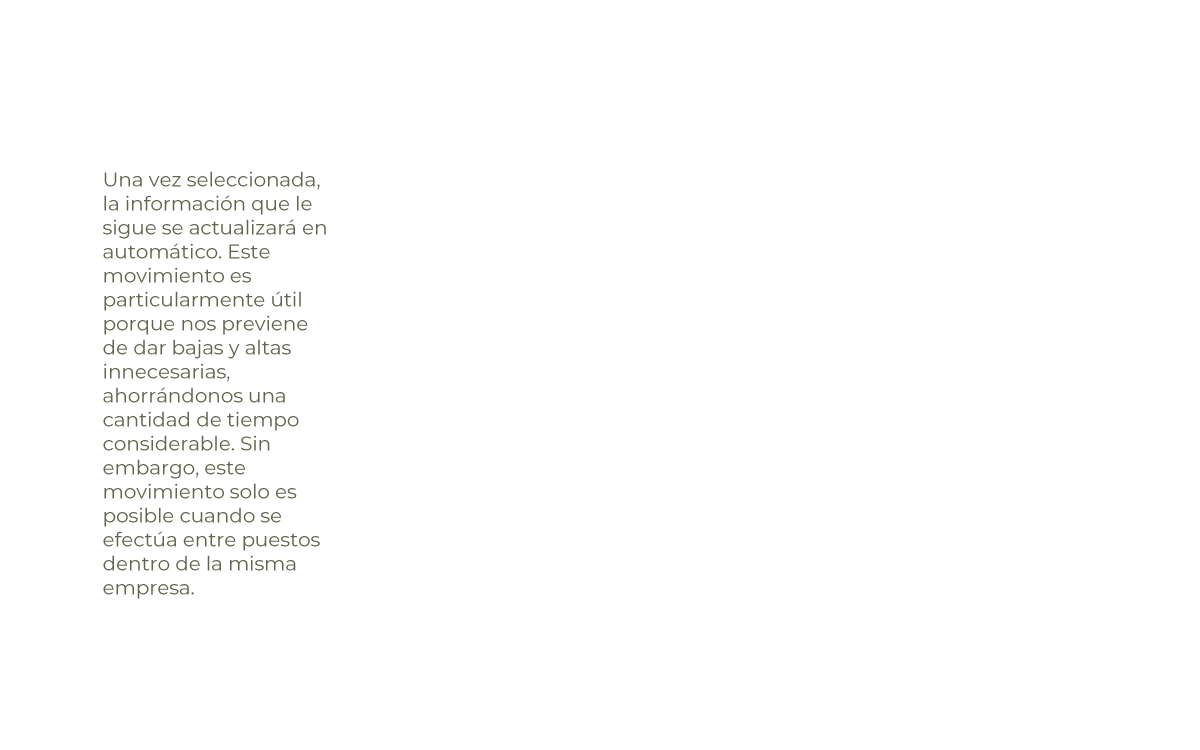 Una vez seleccionada,
la información que le
sigue se actualizará en
automático. Este
movimiento es
particularmente útil
porque nos previene
de dar bajas y altas
innecesarias,
ahorrándonos una
cantidad de tiempo
considerable. Sin
embargo, este
movimiento solo es
posible cuando se
efectúa entre puestos
dentro de la misma
empresa.